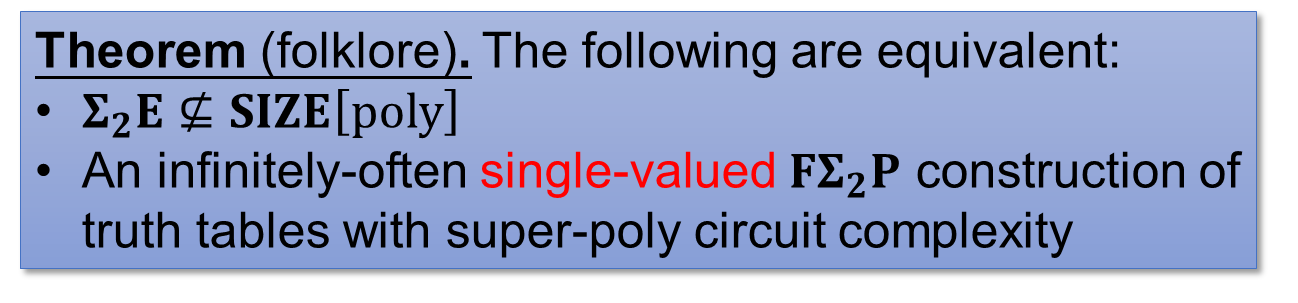 Theorem (folklore). The following are equivalent:
• Σ₂E ⊈ SIZE[poly]
• An infinitely-often single-valued FΣ₂P construction of
truth tables with super-poly circuit complexity